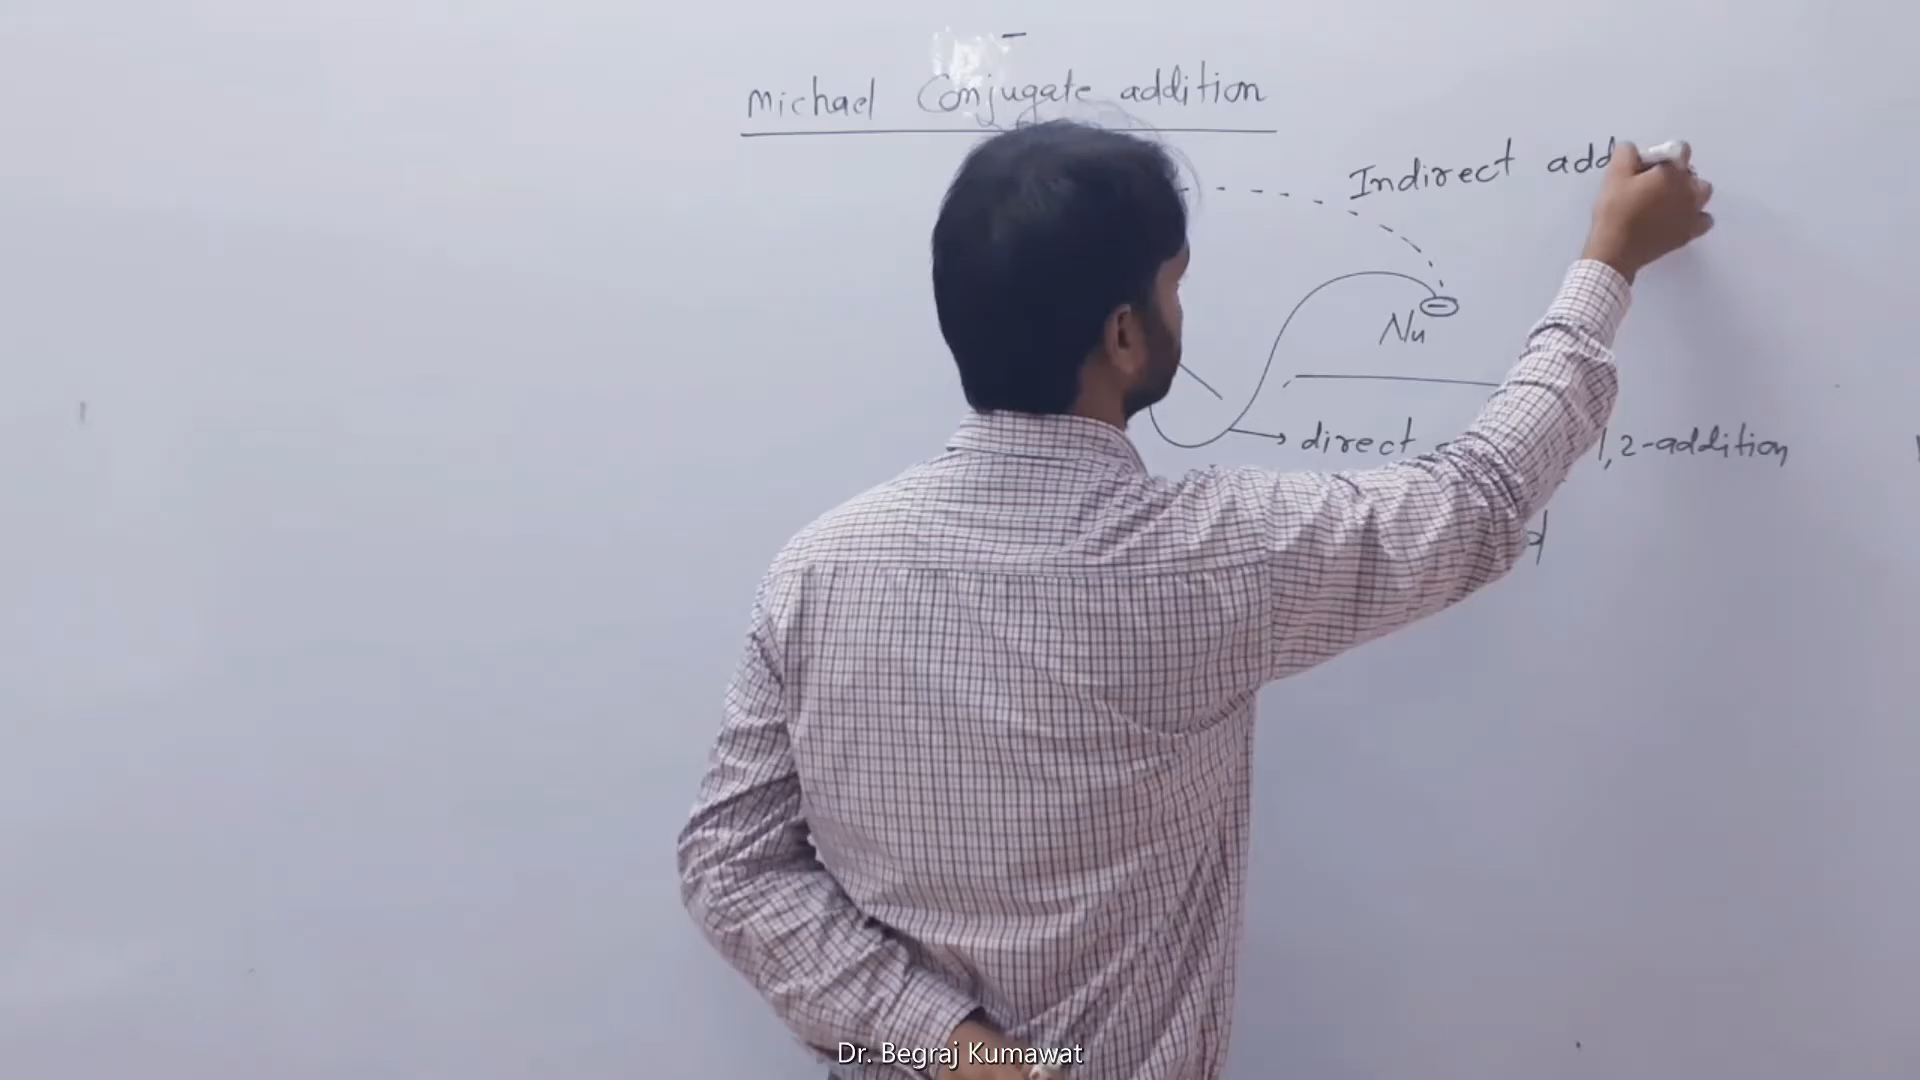 Michael Conjugate addition
Indirect add
Nu
direct 1,2-addition
Dr. Begraj Kumawat